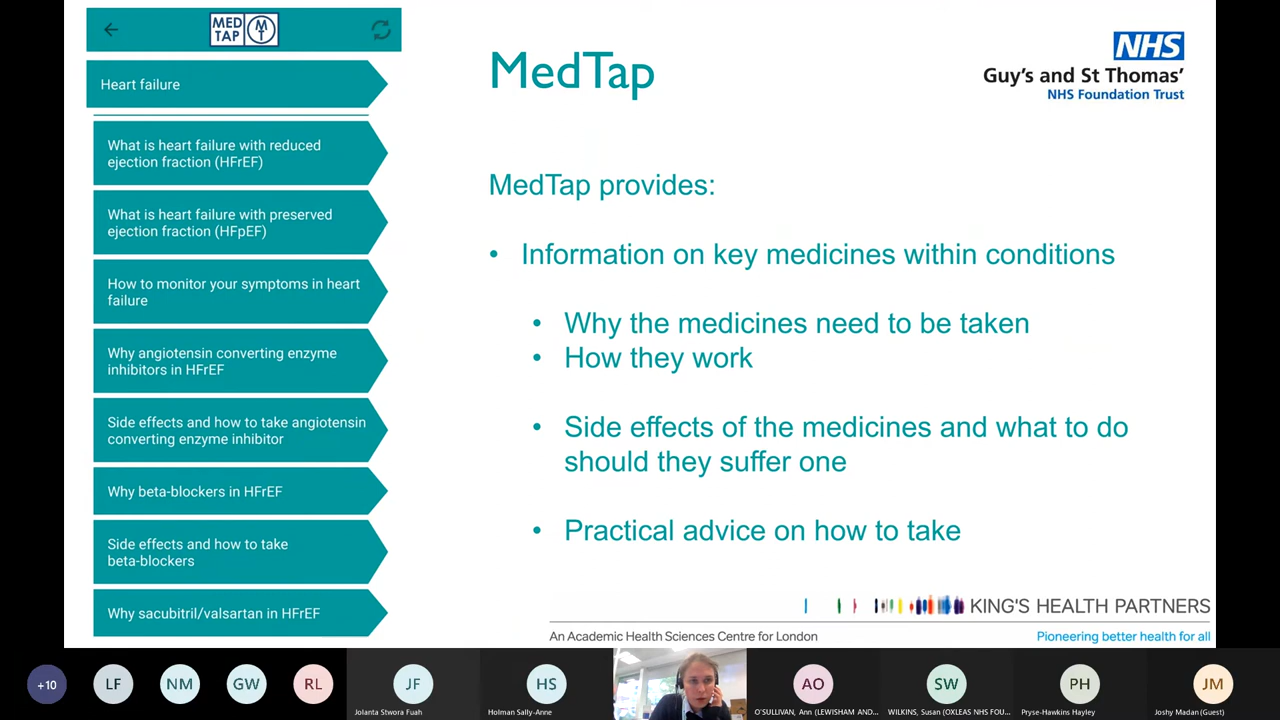 MED
TAP
M
T
Heart failure
What is heart failure with reduced
ejection fraction (HFrEF)
What is heart failure with preserved
ejection fraction (HFpEF)
How to monitor your symptoms in heart
failure
Why angiotensin converting enzyme
inhibitors in HFrEF
Side effects and how to take angiotensin
converting enzyme inhibitor
Why beta-blockers in HFrEF
Side effects and how to take
beta-blockers
Why sacubitril/valsartan in HFrEF
MedTap
NHS
Guy's and St Thomas'
NHS Foundation Trust
MedTap provides:
• Information on key medicines within conditions
• Why the medicines need to be taken
• How they work
• Side effects of the medicines and what to do
should they suffer one
• Practical advice on how to take
KING'S HEALTH PARTNERS
An Academic Health Sciences Centre for London
Pioneering better health for all
+10
LF
NM
GW
RL
JF
Jolanta Stwora Fuah
HS
Holman Sally-Anne
AO
O'SULLIVAN, Ann (LEWISHAM AND...
SW
WILKINS, Susan (OXLEAS NHS FOU...
PH
Pryse-Hawkins Hayley
JM
Joshy Madan (Guest)